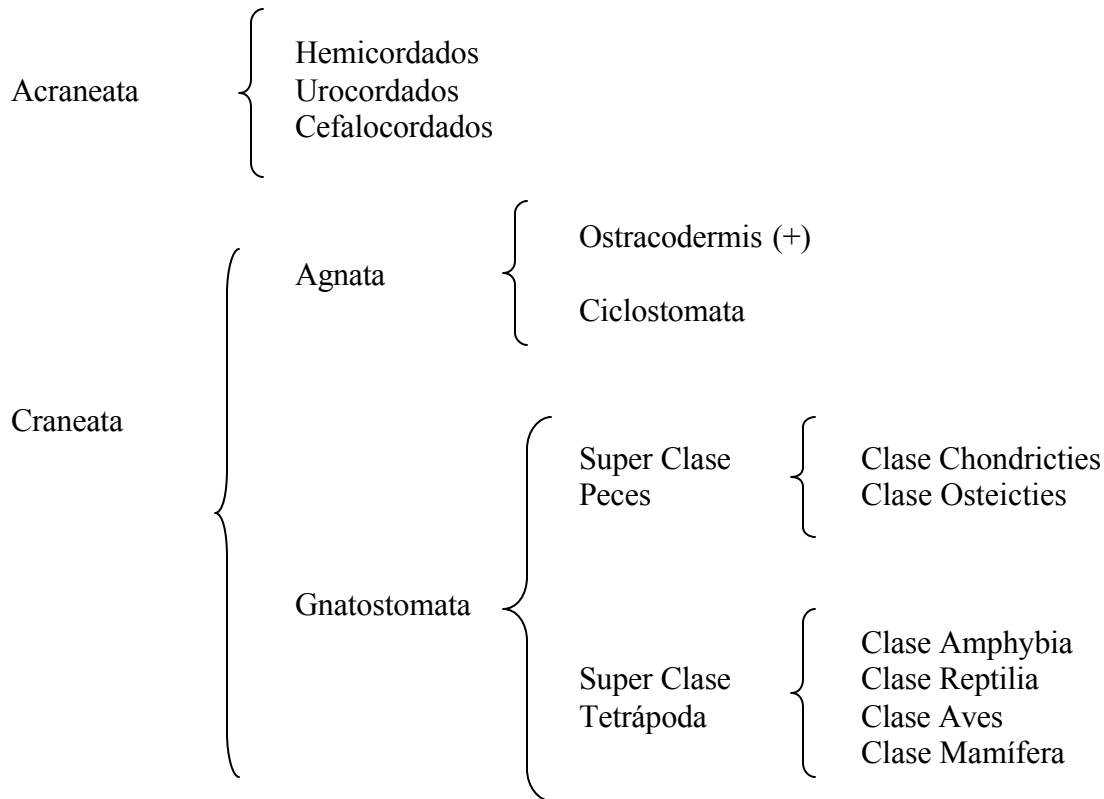 Acraneata
Hemicordados
Urocordados
Cefalocordados
Craneata
Agnata
Ostracodermis (+)
Ciclostomata
Gnatostomata
Super Clase
Peces
Clase Chondricties
Clase Osteicties
Super Clase
Tetrápoda
Clase Amphybia
Clase Reptilia
Clase Aves
Clase Mamífera